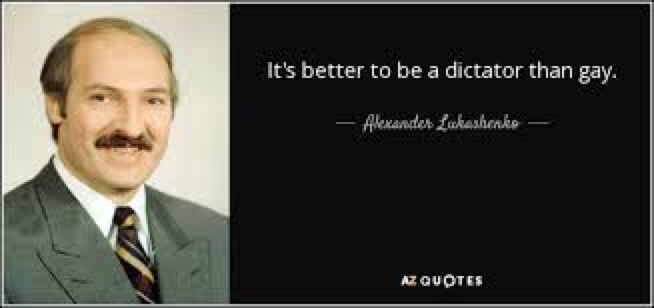 It's better to be a dictator than gay.
— Alexander Lukashenko —
AZ QUOTES